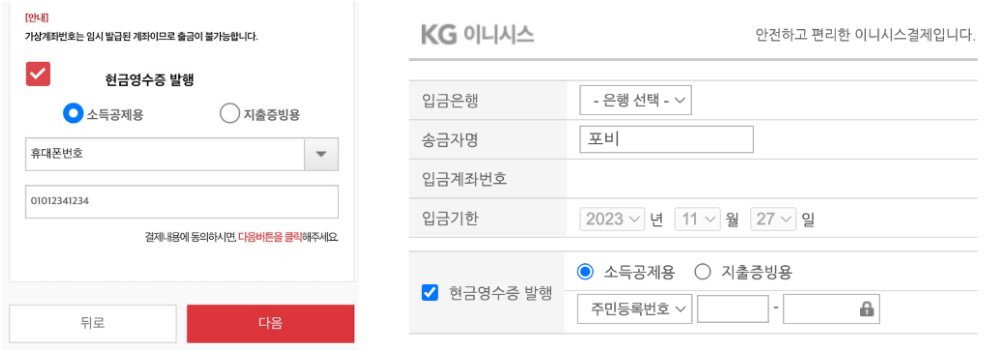 [안내]
가상계좌번호는 임시 발급된 계좌이므로 출금이 불가능합니다.
현금영수증 발행
소득공제용 지출증빙용
휴대폰번호
01012341234
결제내용에 동의하시면, 다음버튼을 클릭해주세요.
뒤로 다음
KG 이니시스 안전하고 편리한 이니시스결제입니다.
입금은행 - 은행 선택 -
송금자명 포비
입금계좌번호
입금기한 2023 년 11 월 27 일
현금영수증 발행
소득공제용 지출증빙용
주민등록번호 -